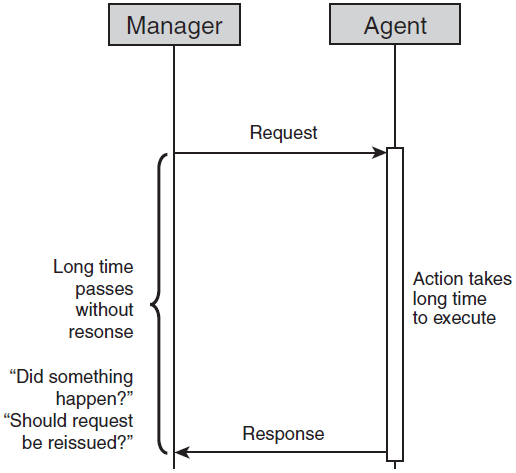 Manager
Agent
Request
Long time
passes
without
resonse
Action takes
long time
to execute
“Did something
happen?”
“Should request
be reissued?”
Response